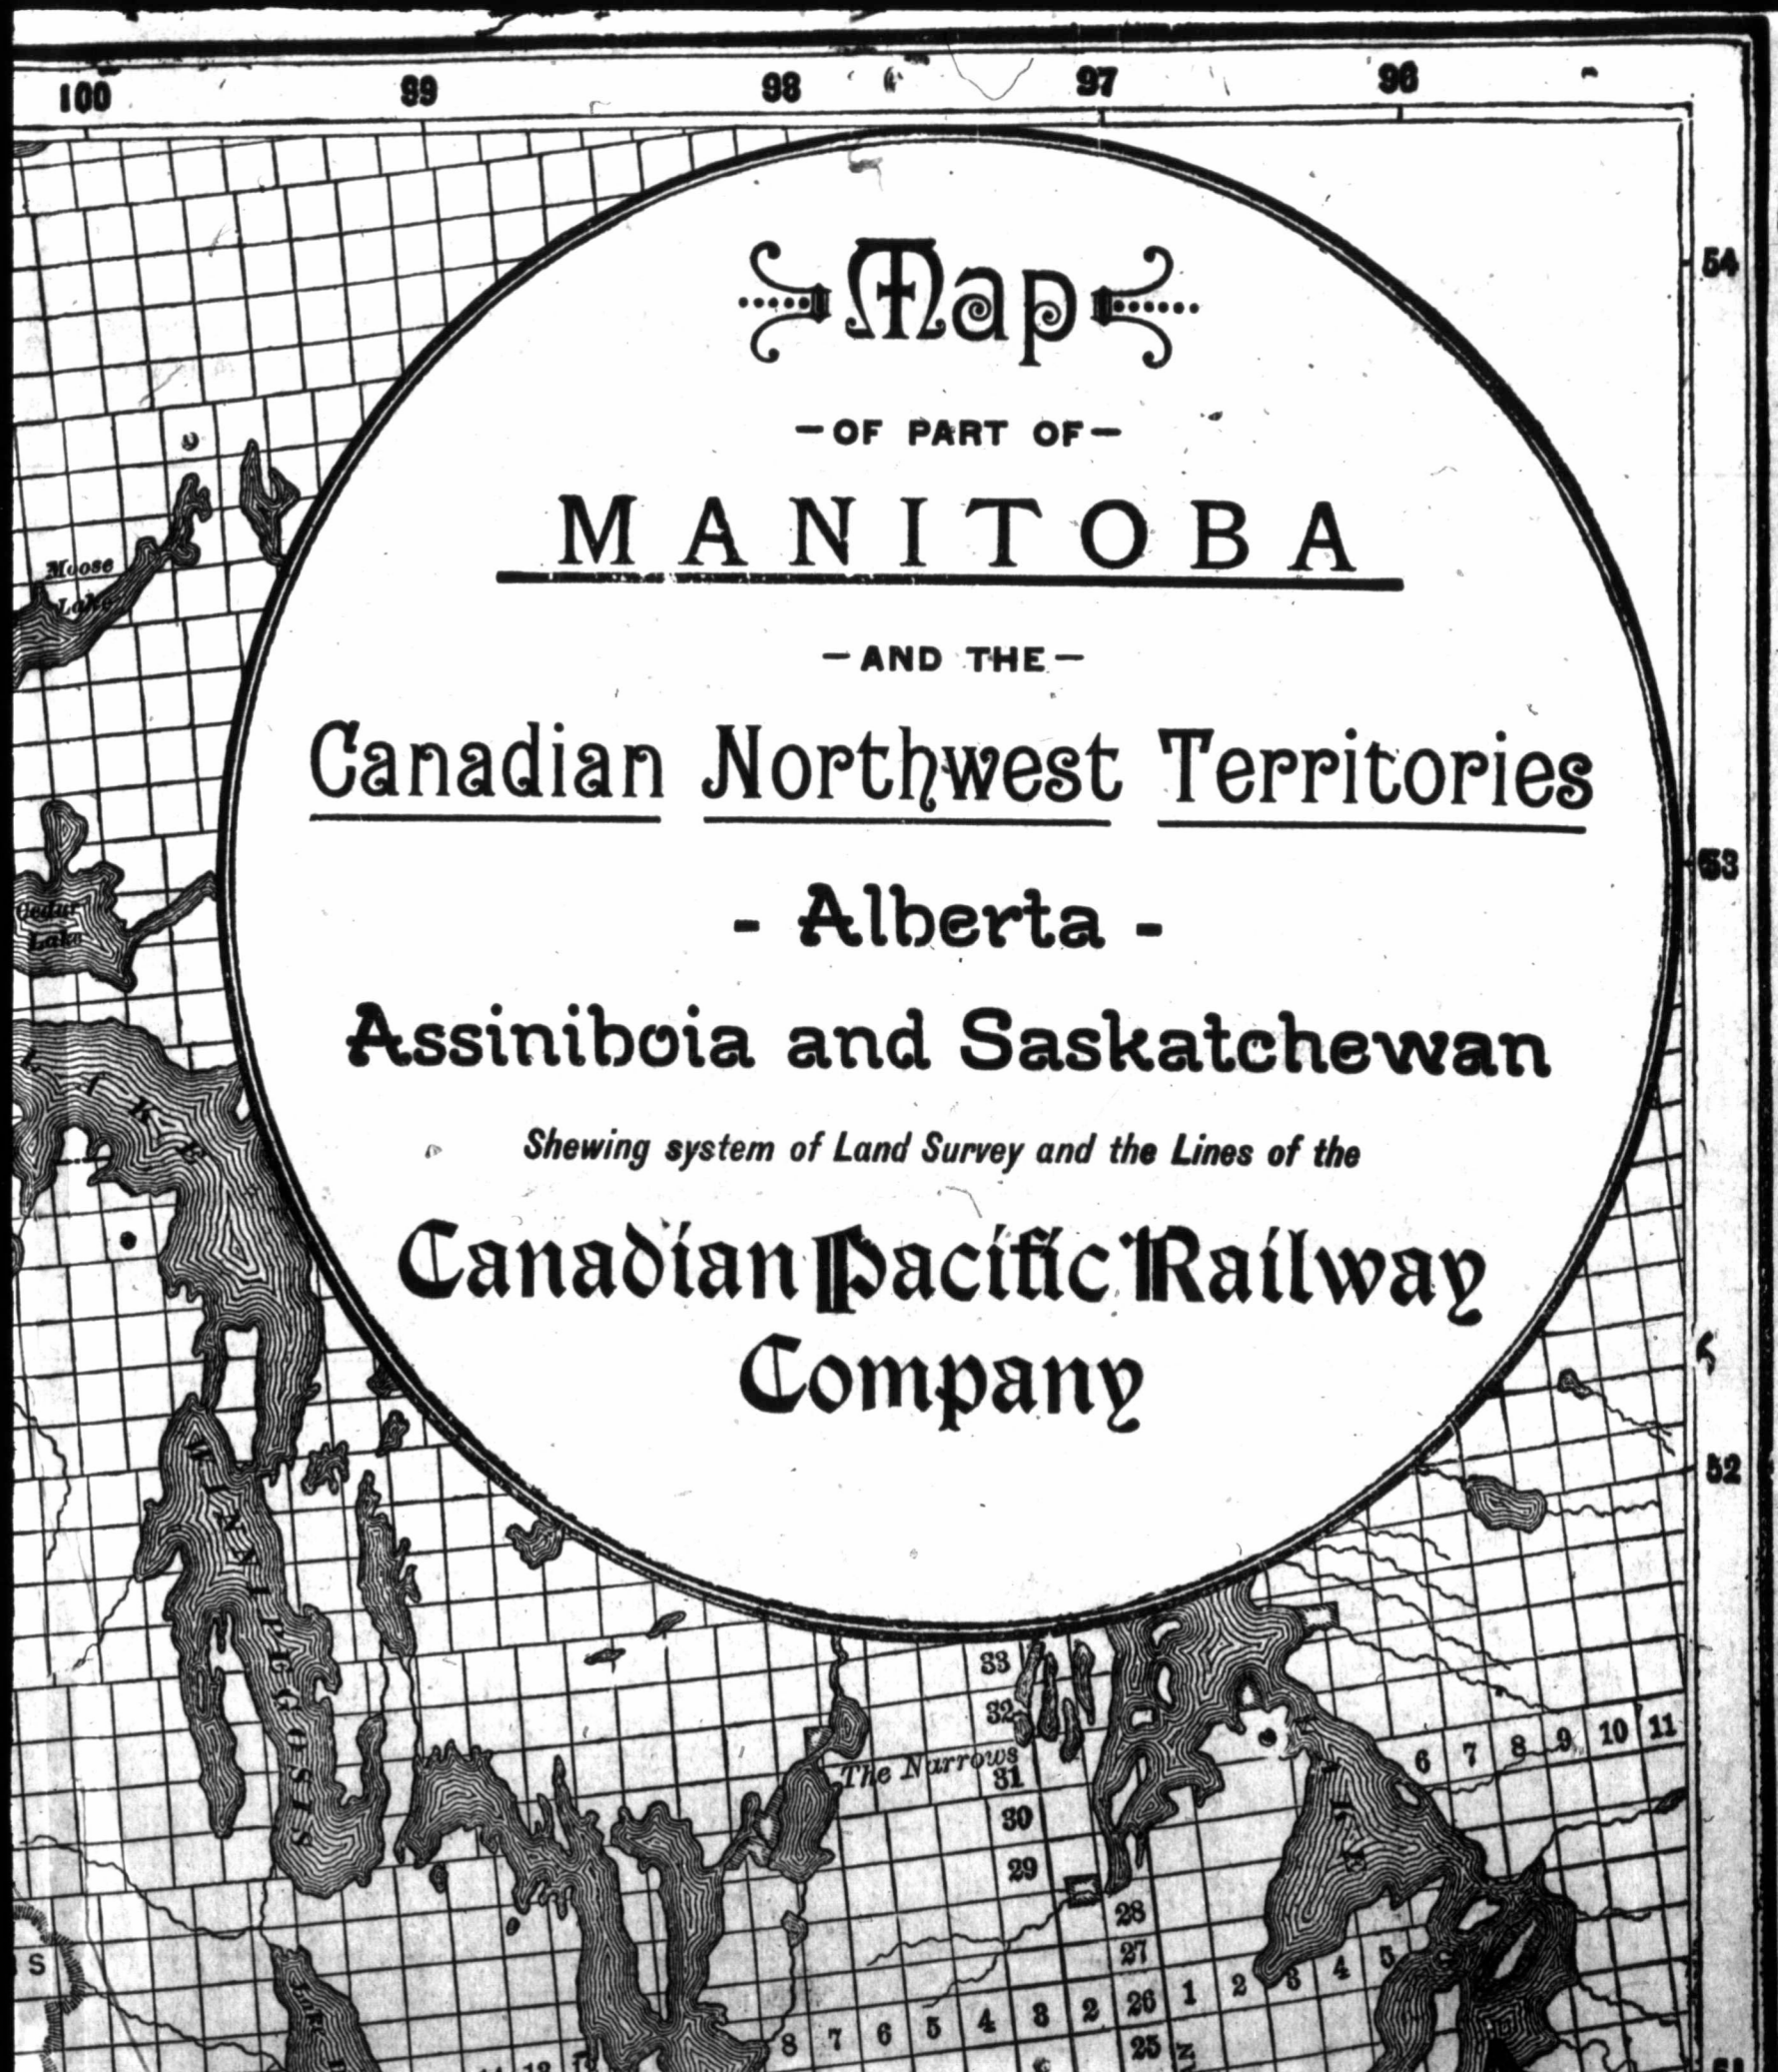 100 99 98 97 96
Map
54
-OF PART OF-
MANITOBA
Moose
Lake
-AND THE-
Canadian Northwest Territories
53
- Alberta -
Cedar
Lake
Assiniboia and Saskatchewan
LAKE
Shewing system of Land Survey and the Lines of the
Canadian Pacific Railway
Company
52
WINNIPEGOSIS
33
32
The Narrows
31
6 7 8 9 10 11
30
29
28
S
27
1 2 3 4 5
8 7 6 5 4 3 2 26
25
Lake